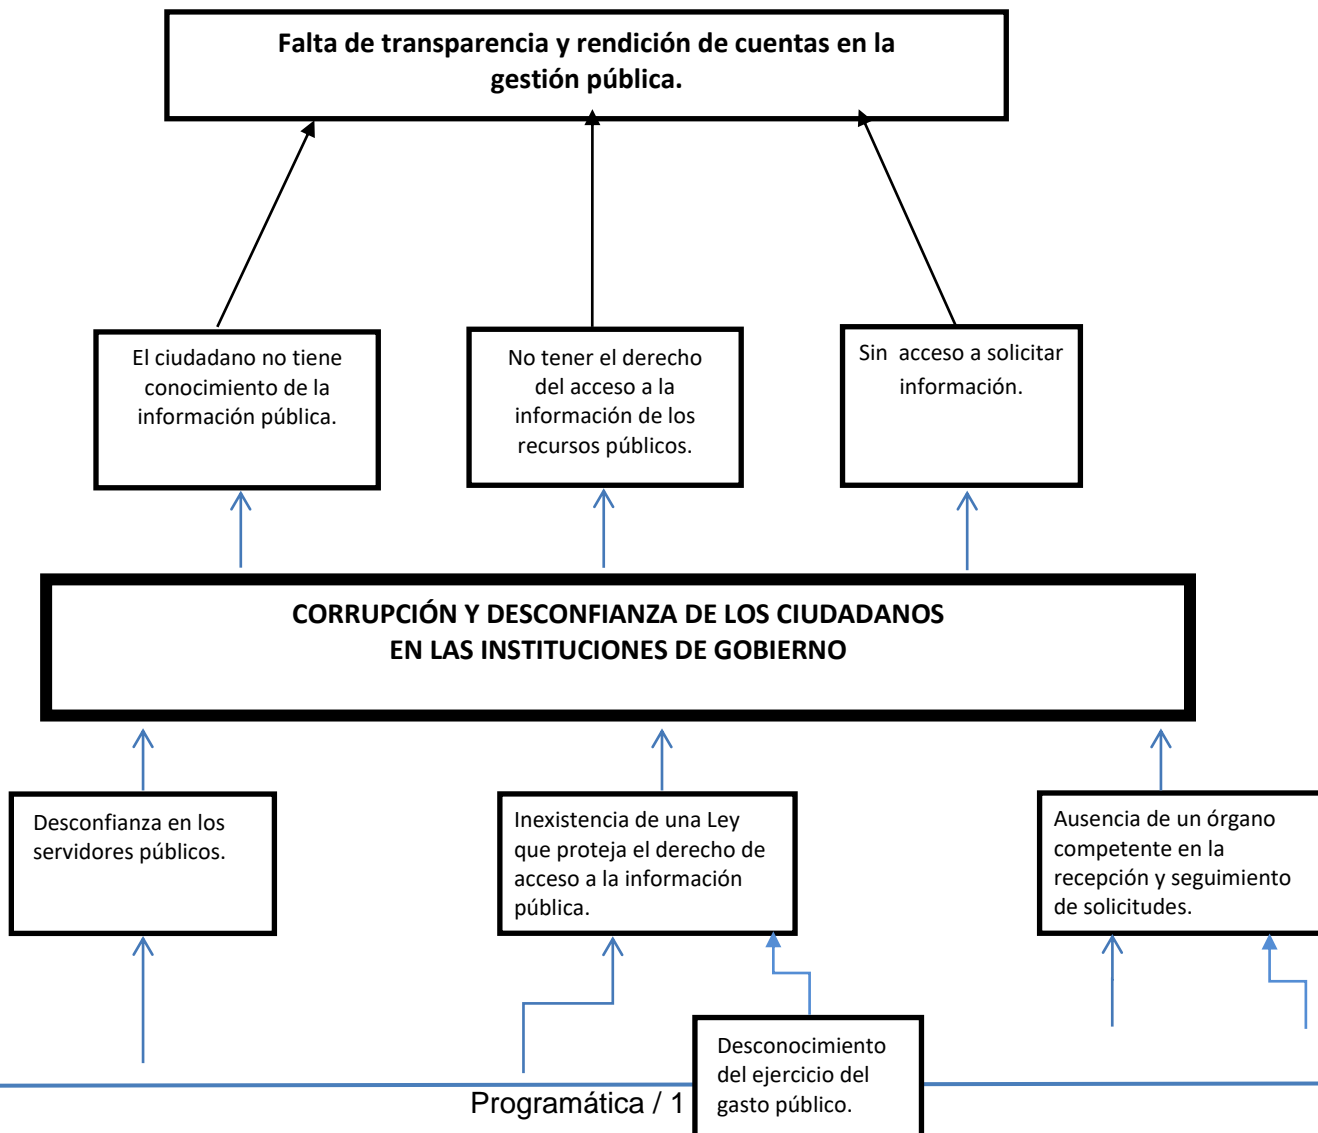 Falta de transparencia y rendición de cuentas en la
gestión pública.
El ciudadano no tiene
conocimiento de la
información pública.
No tener el derecho
del acceso a la
información de los
recursos públicos.
Sin  acceso a solicitar
información.
CORRUPCIÓN Y DESCONFIANZA DE LOS CIUDADANOS
EN LAS INSTITUCIONES DE GOBIERNO
Desconfianza en los
servidores públicos.
Inexistencia de una Ley
que proteja el derecho de
acceso a la información
pública.
Ausencia de un órgano
competente en la
recepción y seguimiento
de solicitudes.
Desconocimiento
del ejercicio del
gasto público.
Programática / 1